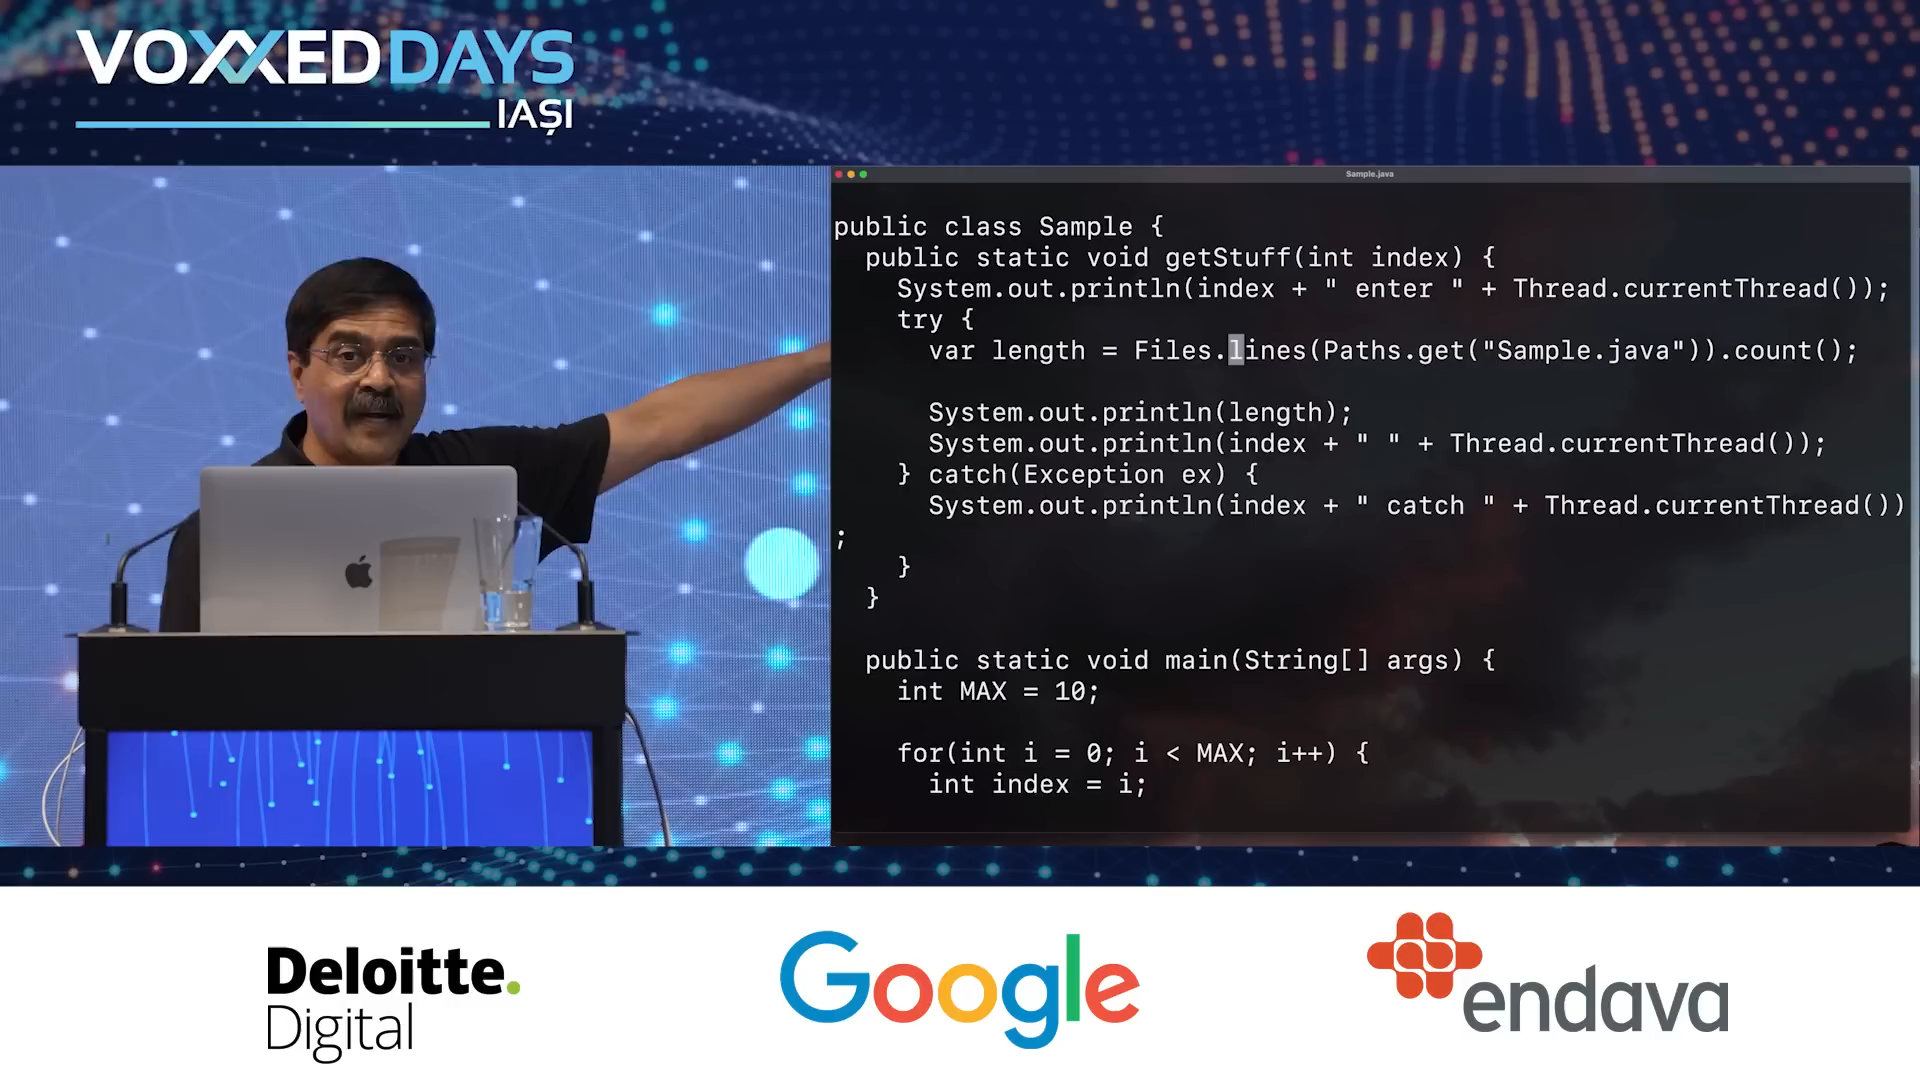 VOXXEDDAYS
IAȘI
Sample.java
public class Sample {
public static void getStuff(int index) {
System.out.println(index + " enter " + Thread.currentThread());
try {
var length = Files.lines(Paths.get("Sample.java")).count();
System.out.println(length);
System.out.println(index + " " + Thread.currentThread());
} catch(Exception ex) {
System.out.println(index + " catch " + Thread.currentThread())
;
}
}
public static void main(String[] args) {
int MAX = 10;
for(int i = 0; i < MAX; i++) {
int index = i;
Deloitte.
Digital
Google
endava